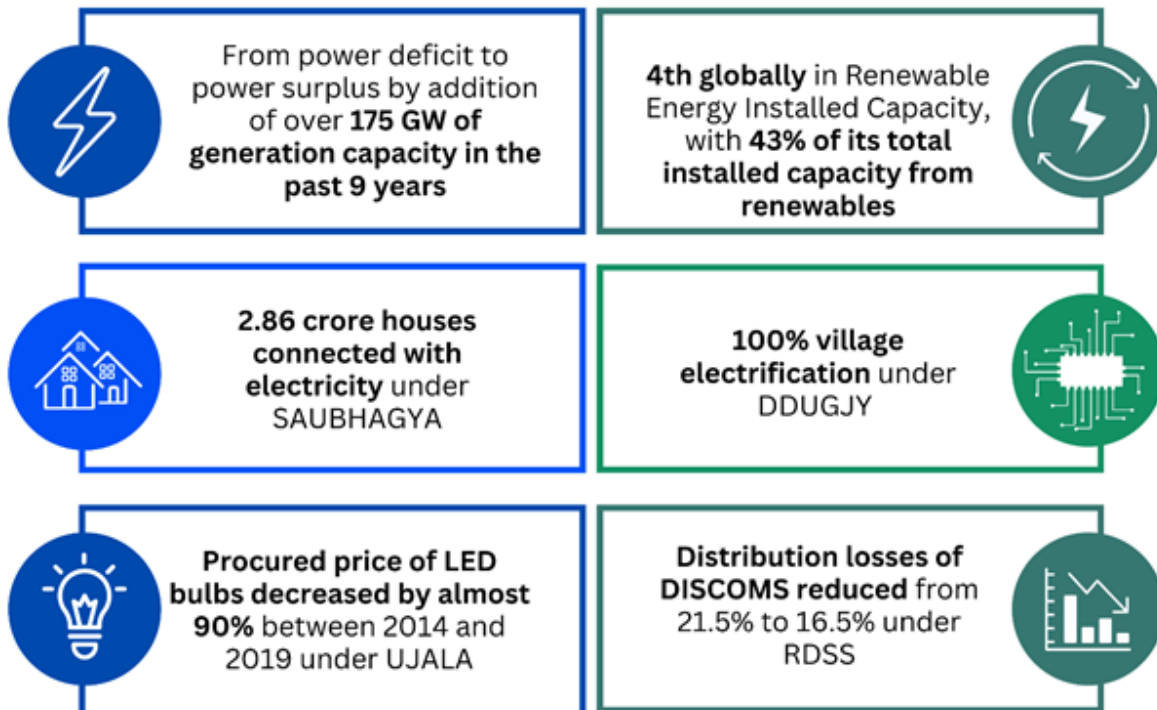 From power deficit to
power surplus by addition
of over 175 GW of
generation capacity in the
past 9 years
4th globally in Renewable
Energy Installed Capacity,
with 43% of its total
installed capacity from
renewables
2.86 crore houses
connected with
electricity under
SAUBHAGYA
100% village
electrification under
DDUGJY
Procured price of LED
bulbs decreased by almost
90% between 2014 and
2019 under UJALA
Distribution losses of
DISCOMS reduced from
21.5% to 16.5% under
RDSS